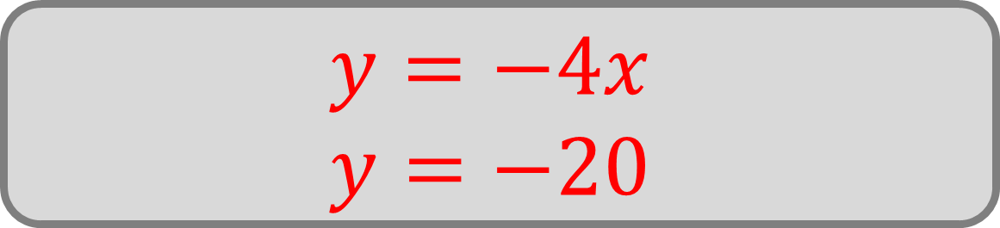 y = −4x
y = −20